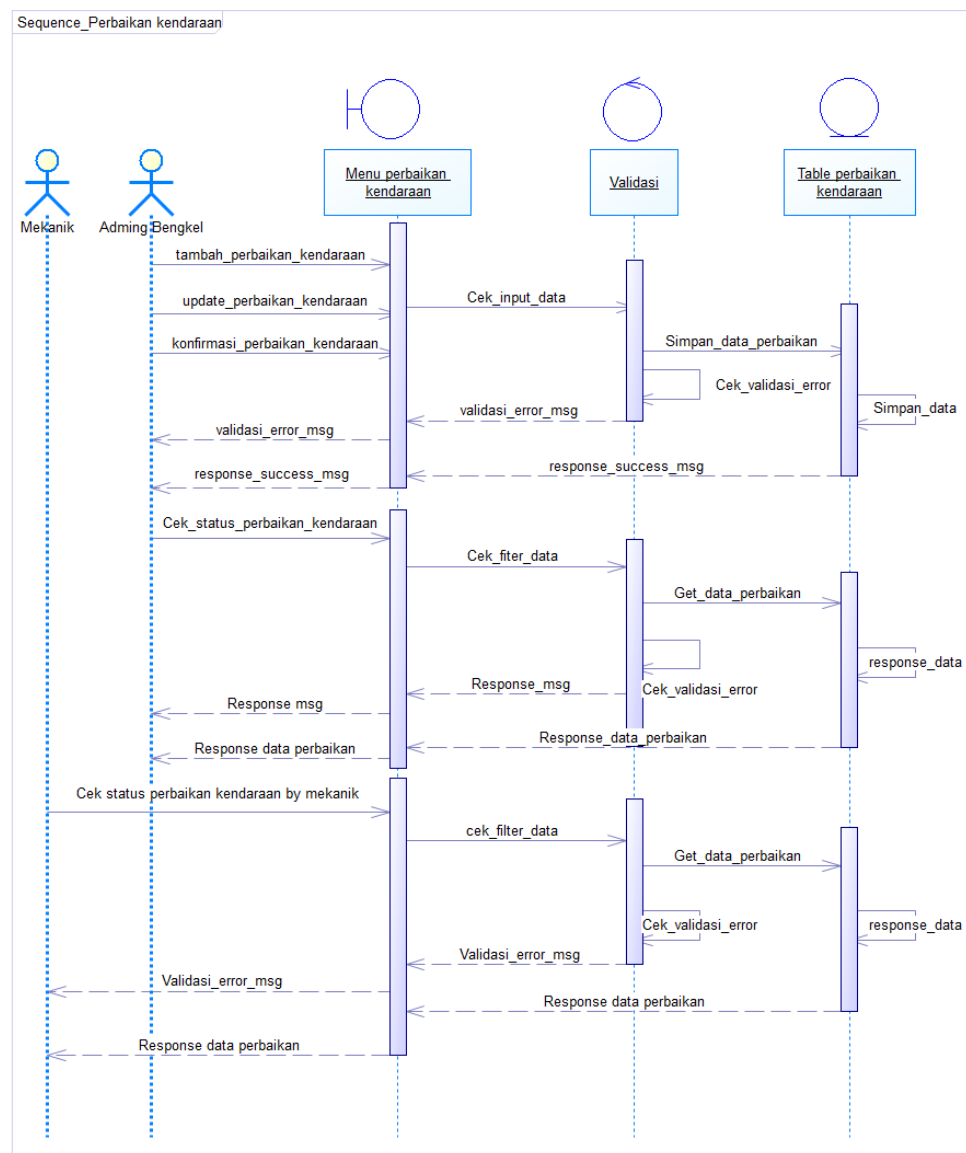 Sequence_Perbaikan kendaraan
Menu perbaikan
kendaraan
Validasi
Table perbaikan
kendaraan
Mekanik
Adming Bengkel
tambah_perbaikan_kendaraan
Cek_input_data
update_perbaikan_kendaraan
konfirmasi_perbaikan_kendaraan
Simpan_data_perbaikan
Cek_validasi_error
Simpan_data
validasi_error_msg
validasi_error_msg
response_success_msg
response_success_msg
Cek_status_perbaikan_kendaraan
Cek_fiter_data
Get_data_perbaikan
response_data
Cek_validasi_error
Response_msg
Response msg
Response_data_perbaikan
Response data perbaikan
Cek status perbaikan kendaraan by mekanik
cek_filter_data
Get_data_perbaikan
Cek_validasi_error
response_data
Validasi_error_msg
Validasi_error_msg
Response data perbaikan
Response data perbaikan